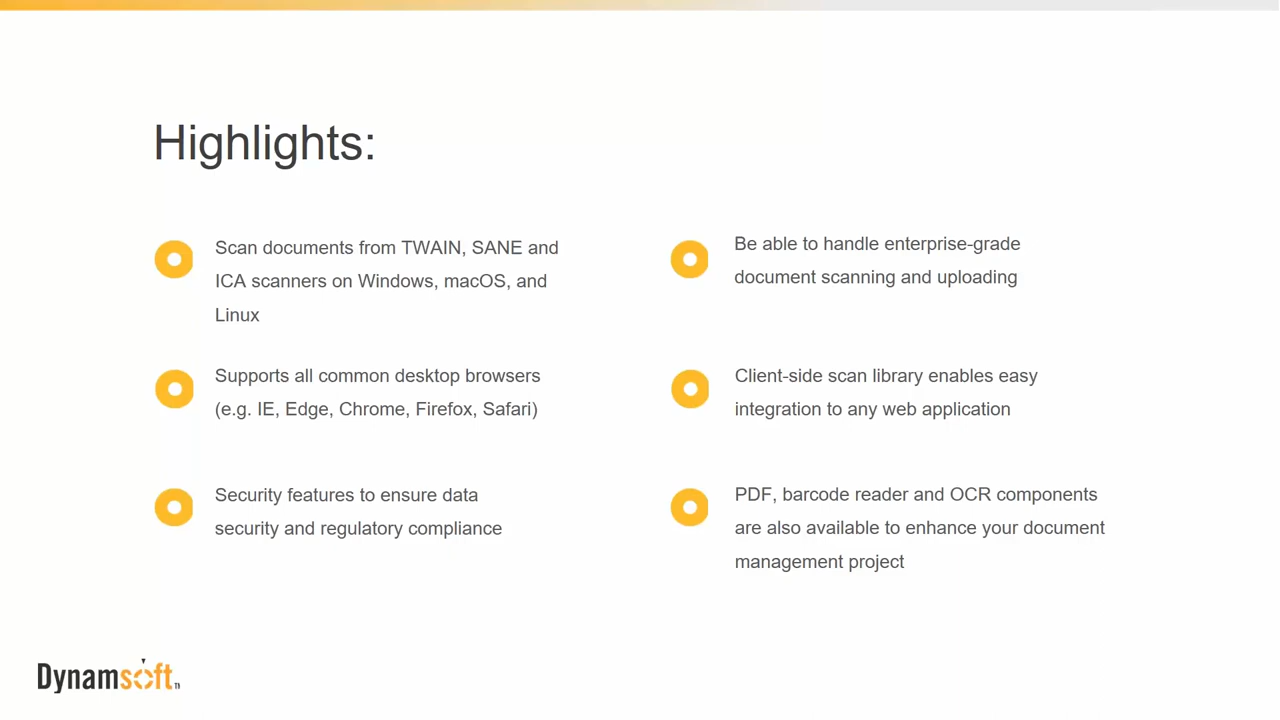 Highlights:
Scan documents from TWAIN, SANE and
ICA scanners on Windows, macOS, and
Linux
Supports all common desktop browsers
(e.g. IE, Edge, Chrome, Firefox, Safari)
Security features to ensure data
security and regulatory compliance
Be able to handle enterprise-grade
document scanning and uploading
Client-side scan library enables easy
integration to any web application
PDF, barcode reader and OCR components
are also available to enhance your document
management project
Dynamsoft